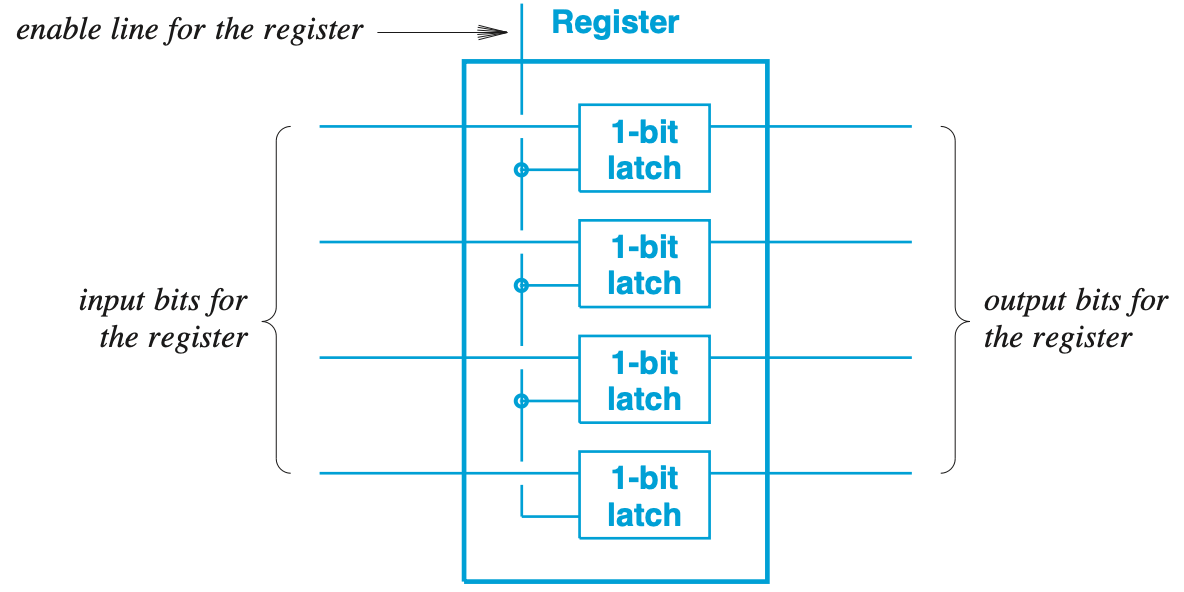 enable line for the register
Register
1-bit
latch
1-bit
latch
1-bit
latch
1-bit
latch
input bits for
the register
output bits for
the register